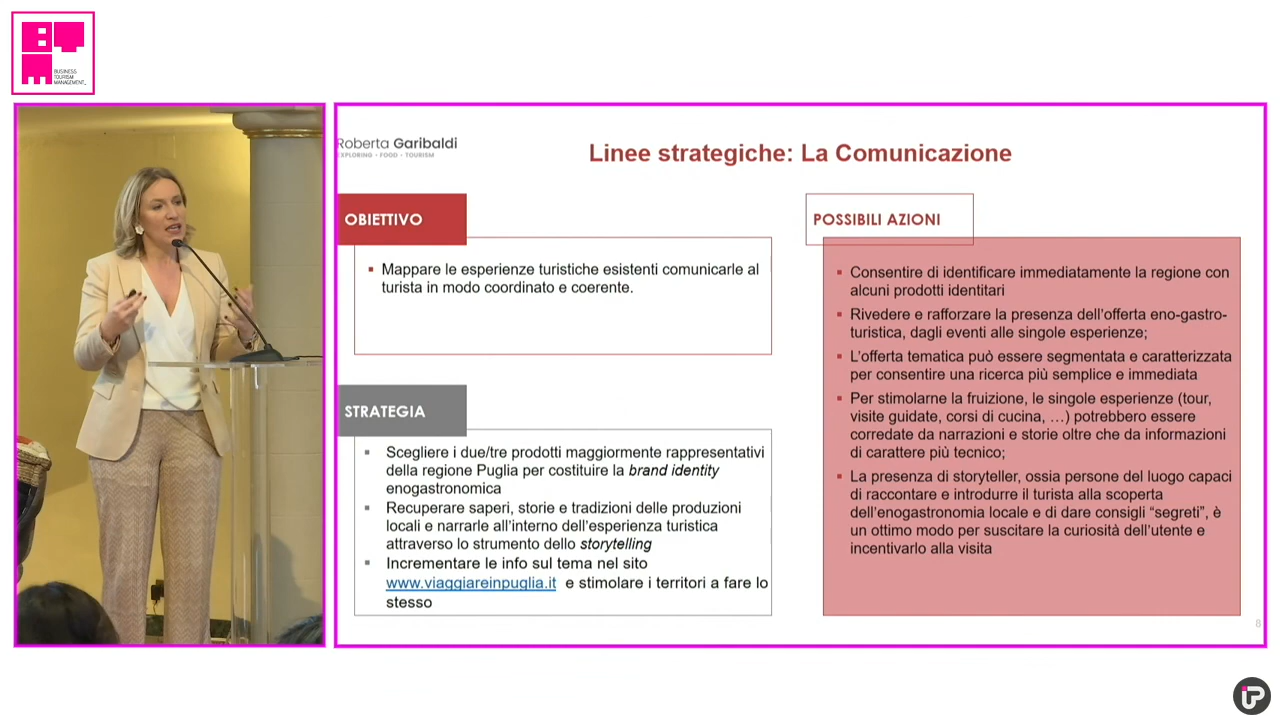 BUSINESS
TOURISM
MANAGEMENT_
Roberta Garibaldi
EXPLORING • FOOD • TOURISM
Linee strategiche: La Comunicazione
OBIETTIVO
Mappare le esperienze turistiche esistenti comunicarle al
turista in modo coordinato e coerente.
STRATEGIA
Scegliere i due/tre prodotti maggiormente rappresentativi
della regione Puglia per costituire la brand identity
enogastronomica
Recuperare saperi, storie e tradizioni delle produzioni
locali e narrarle all'interno dell'esperienza turistica
attraverso lo strumento dello storytelling
Incrementare le info sul tema nel sito
www.viaggiareinpuglia.it e stimolare i territori a fare lo
stesso
POSSIBILI AZIONI
Consentire di identificare immediatamente la regione con
alcuni prodotti identitari
Rivedere e rafforzare la presenza dell'offerta eno-gastro-
turistica, dagli eventi alle singole esperienze;
L'offerta tematica può essere segmentata e caratterizzata
per consentire una ricerca più semplice e immediata
Per stimolarne la fruizione, le singole esperienze (tour,
visite guidate, corsi di cucina, …) potrebbero essere
corredate da narrazioni e storie oltre che da informazioni
di carattere più tecnico;
La presenza di storyteller, ossia persone del luogo capaci
di raccontare e introdurre il turista alla scoperta
dell'enogastronomia locale e di dare consigli "segreti", è
un ottimo modo per suscitare la curiosità dell'utente e
incentivarlo alla visita
8